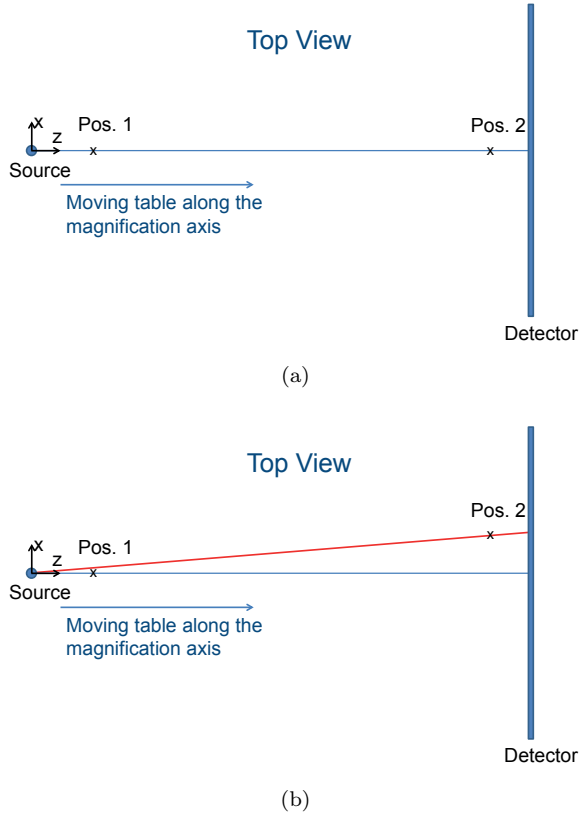 Top View
x
Pos. 1
Pos. 2
z
x
x
Source
Moving table along the
magnification axis
Detector
(a)
Top View
Pos. 2
x
x
Pos. 1
z
x
Source
Moving table along the
magnification axis
Detector
(b)